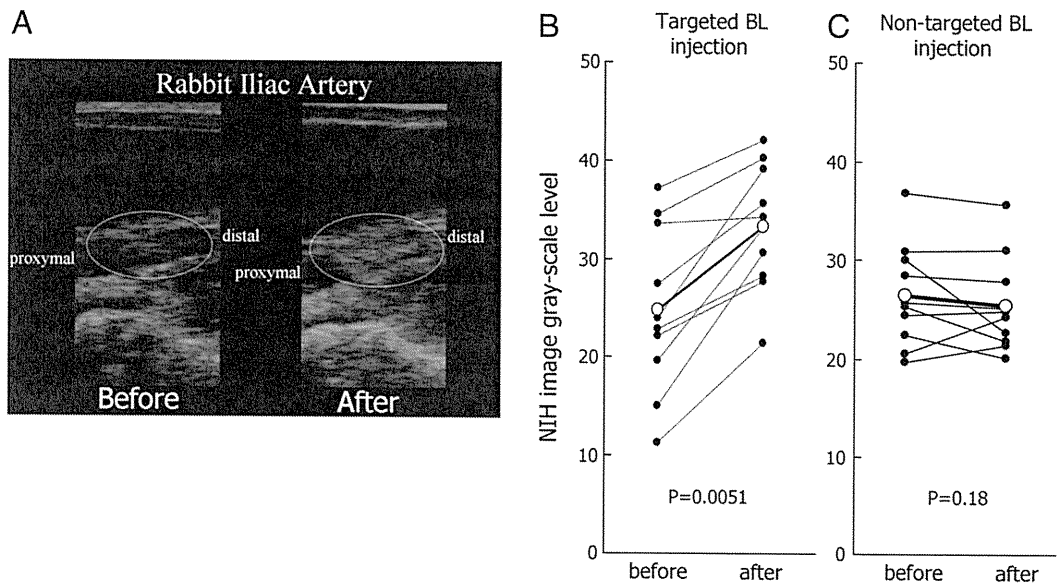 A
Rabbit Iliac Artery
proxymal
distal
proxymal
distal
Before
After
B
Targeted BL
injection
NIH image gray-scale level
50
40
30
20
10
0
P=0.0051
before
after
C
Non-targeted BL
injection
50
40
30
20
10
0
P=0.18
before
after